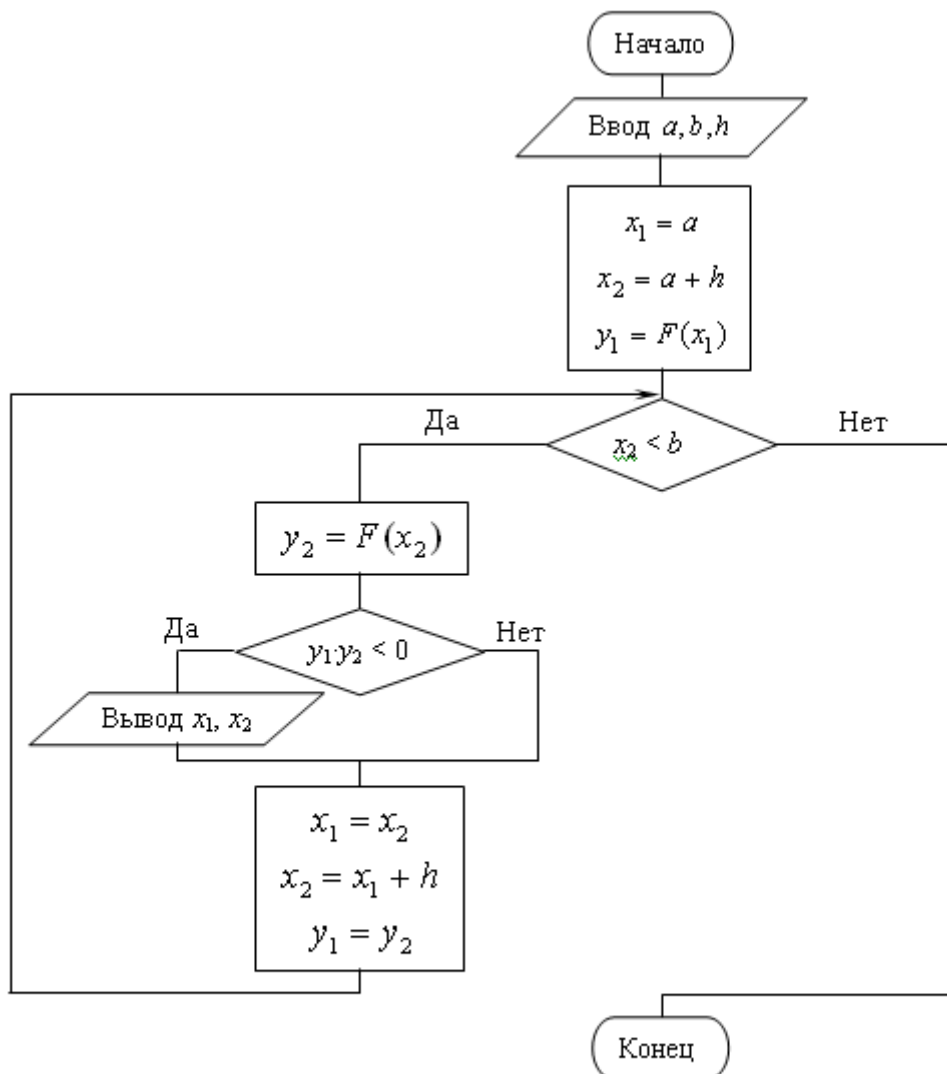 Начало
Ввод a,b,h
x₁ = a
x₂ = a + h
y₁ = F(x₁)
Да
Нет
x₂ < b
y₂ = F(x₂)
Да
Нет
y₁·y₂ < 0
Вывод x₁, x₂
x₁ = x₂
x₂ = x₁ + h
y₁ = y₂
Конец